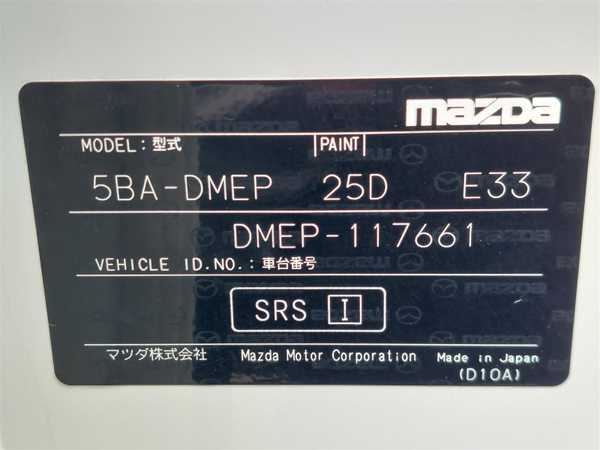 mazda
MODEL: 型式 PAINT
5BA-DMEP 25D E33
DMEP-117661
VEHICLE ID.NO.: 車台番号
SRS I
マツダ株式会社 Mazda Motor Corporation Made in Japan
(D10A)